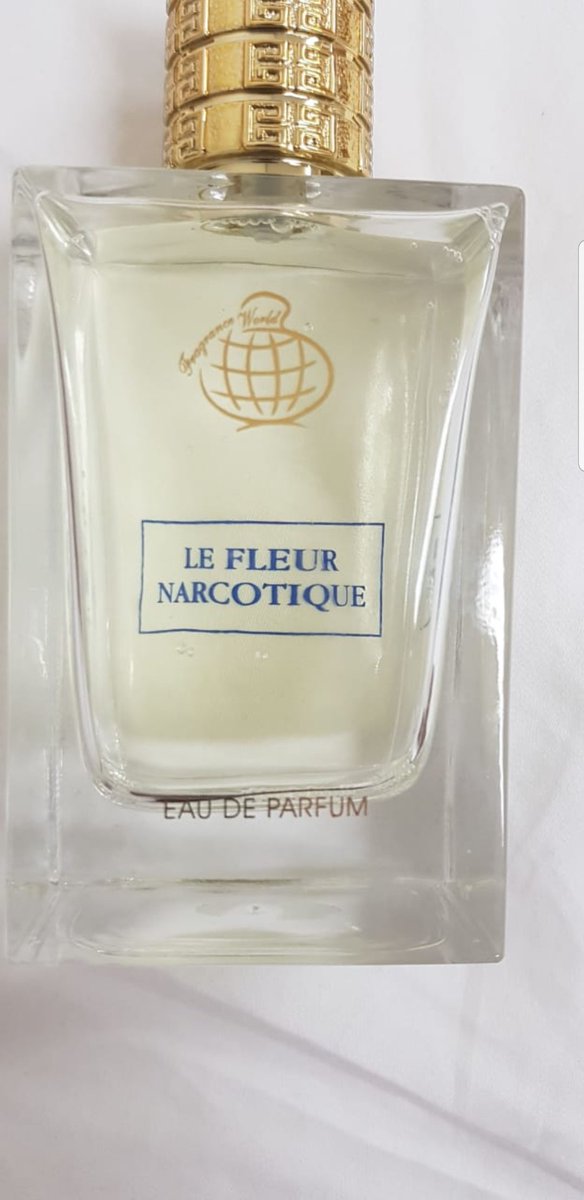 Fragrance World
LE FLEUR
NARCOTIQUE
EAU DE PARFUM